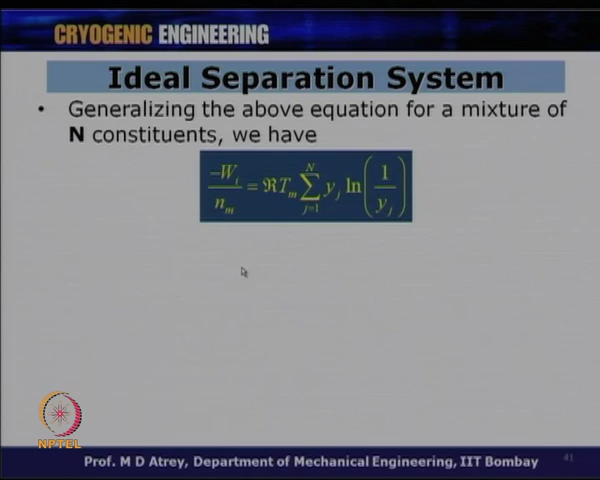 CRYOGENIC ENGINEERING
Ideal Separation System
• Generalizing the above equation for a mixture of
N constituents, we have
−W_i / n_m = ℜT_m ∑_{j=1}^{N} y_j ln(1 / y_j)
NPTEL
Prof. M D Atrey, Department of Mechanical Engineering, IIT Bombay 41